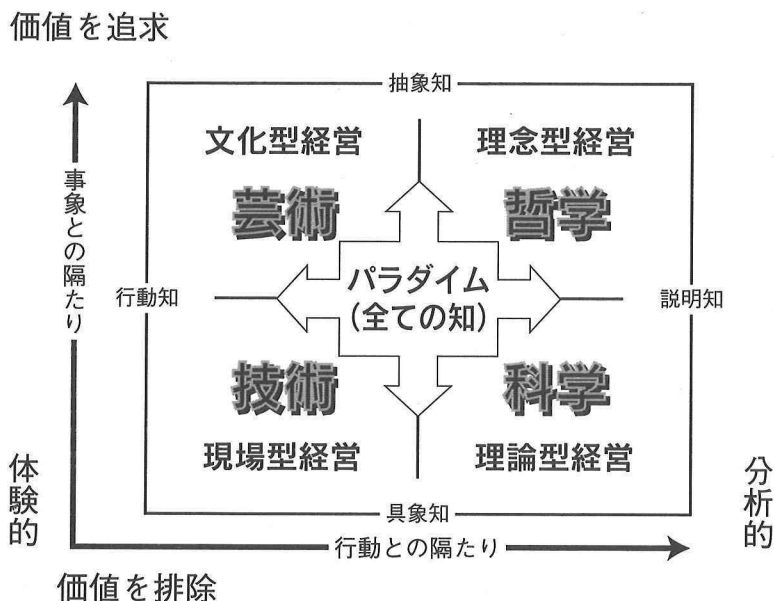 価値を追求
抽象知
文化型経営
理念型経営
芸術
哲学
事象との隔たり
行動知
パラダイム
(全ての知)
説明知
技術
科学
現場型経営
理論型経営
体験的
分析的
具象知
行動との隔たり
価値を排除